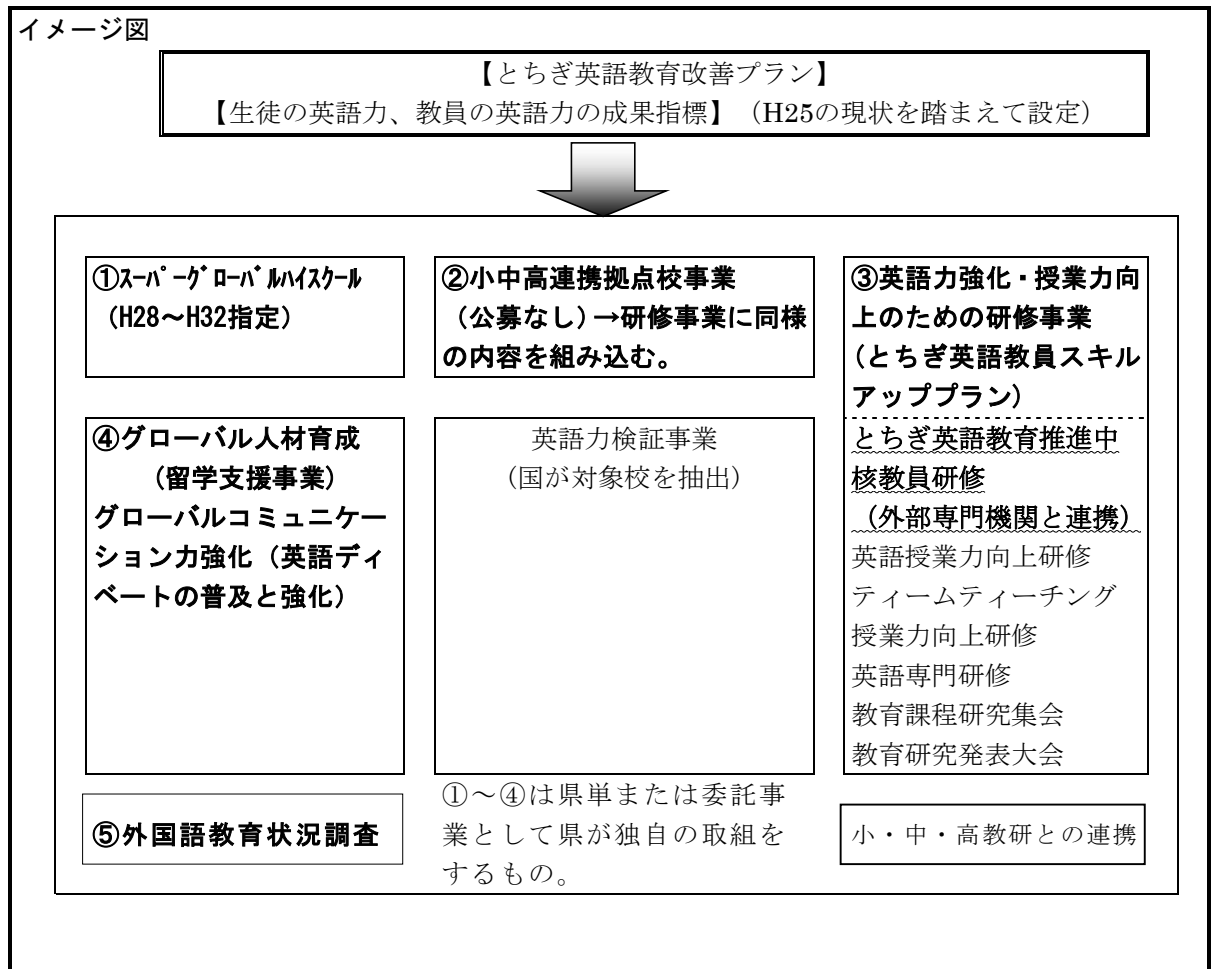 イメージ図
【とちぎ英語教育改善プラン】
【生徒の英語力、教員の英語力の成果指標】（H25の現状を踏まえて設定）
①ｽｰﾊﾟｰｸﾞﾛｰﾊﾞﾙﾊｲｽｸｰﾙ
（H28～H32指定）
②小中高連携拠点校事業
（公募なし）→研修事業に同様
の内容を組み込む。
③英語力強化・授業力向
上のための研修事業
（とちぎ英語教員スキル
アッププラン）
とちぎ英語教育推進中
核教員研修
（外部専門機関と連携）
英語授業力向上研修
ティームティーチング
授業力向上研修
英語専門研修
教育課程研究集会
教育研究発表大会
④グローバル人材育成
（留学支援事業）
グローバルコミュニケー
ション力強化（英語ディ
ベートの普及と強化）
英語力検証事業
（国が対象校を抽出）
⑤外国語教育状況調査
①～④は県単または委託事
業として県が独自の取組を
するもの。
小・中・高教研との連携